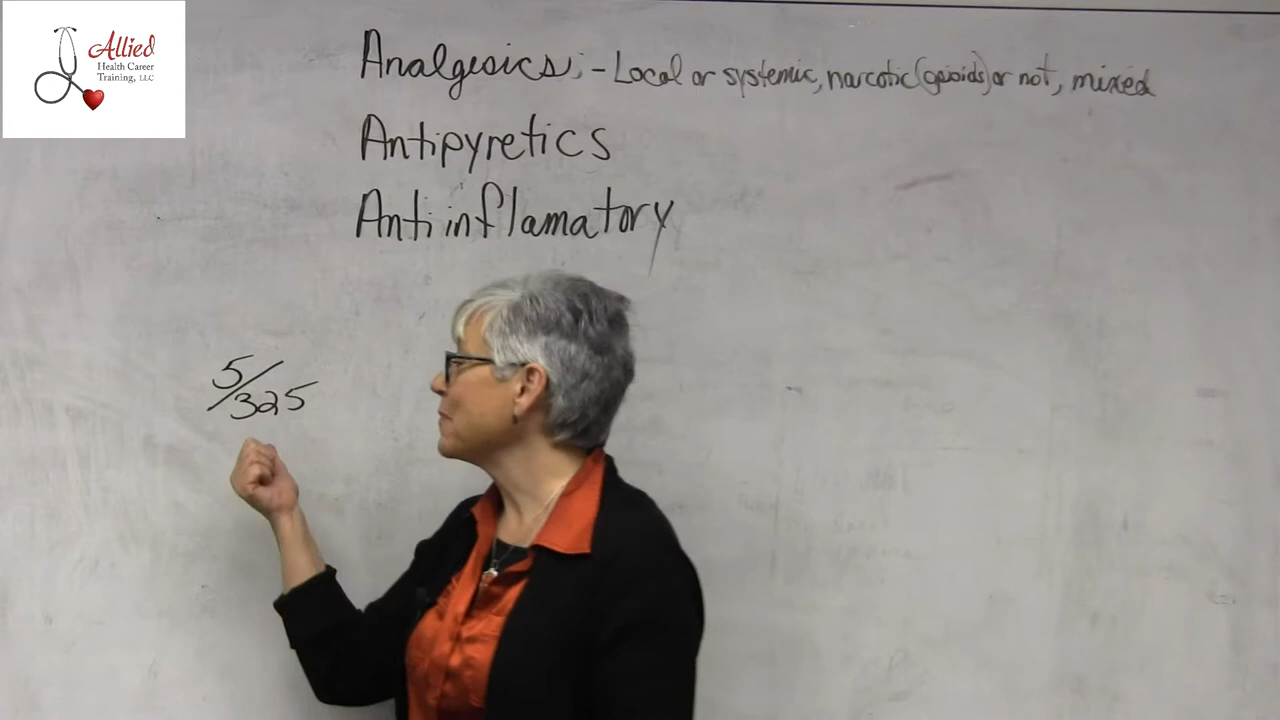 Allied
Health Career
Training, LLC
Analgesics; - Local or systemic, narcotic (opioids) or not, mixed
Antipyretics
Antiinflamatory
5/325